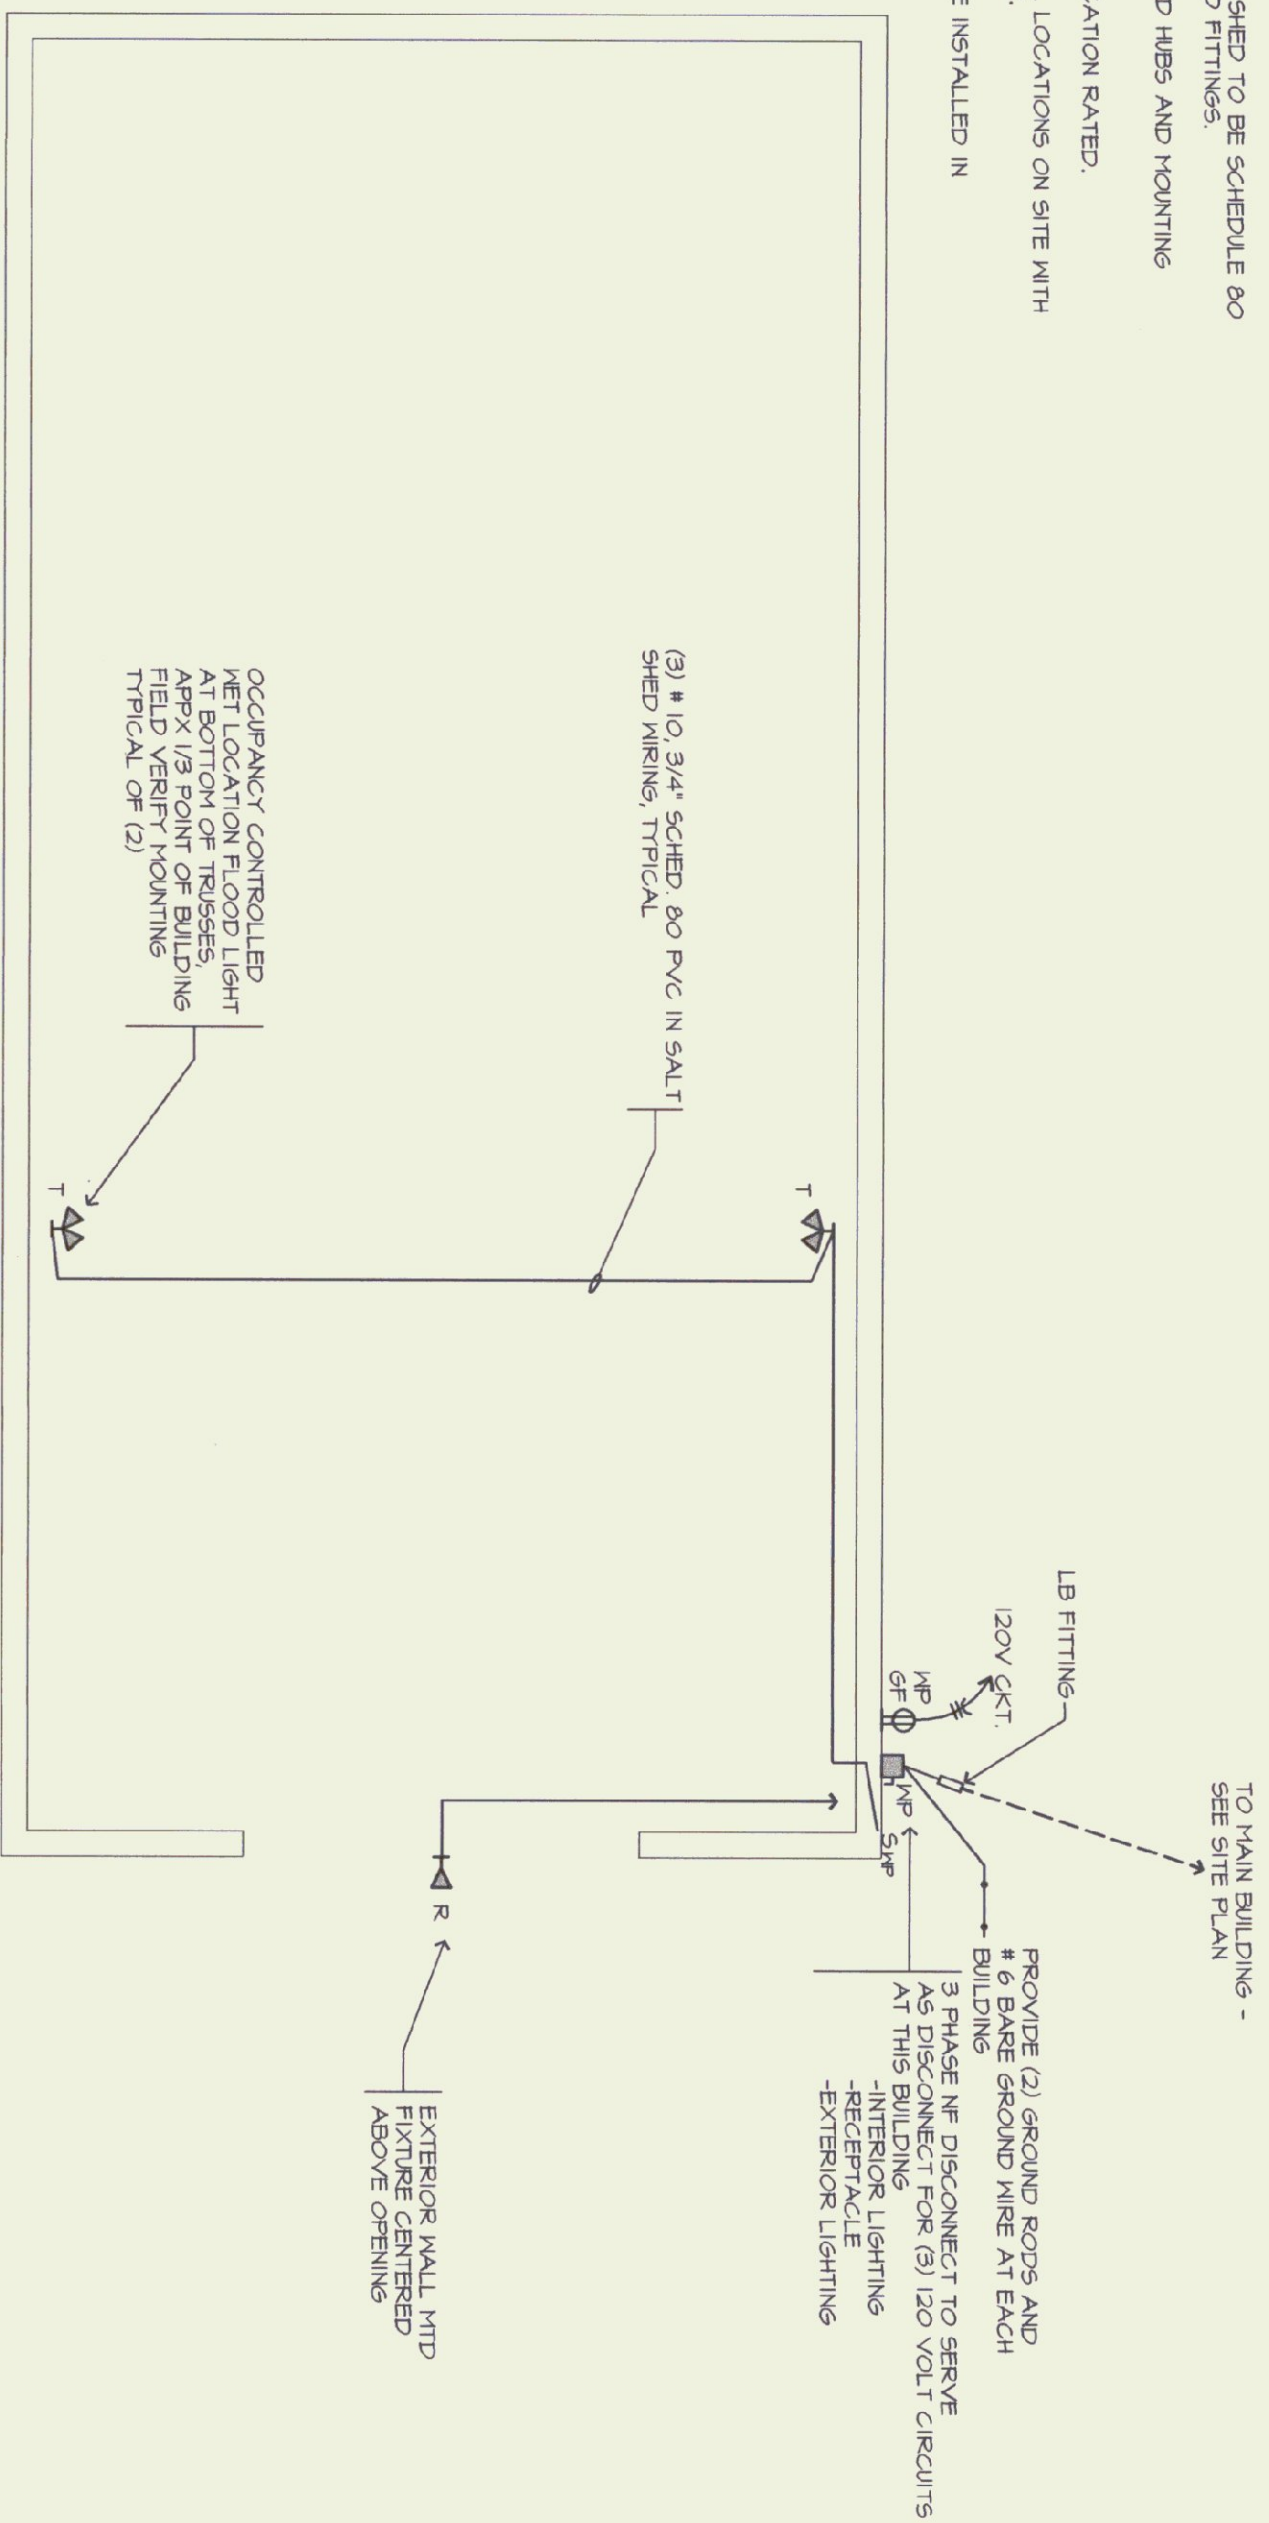 SHED TO BE SCHEDULE 80
FITTINGS.
HUBS AND MOUNTING
RATED.
LOCATIONS ON SITE WITH
INSTALLED IN
TO MAIN BUILDING -
SEE SITE PLAN
LB FITTING
120V CKT.
WP
GF
WP
SWP
PROVIDE (2) GROUND RODS AND
# 6 BARE GROUND WIRE AT EACH
BUILDING
3 PHASE NF DISCONNECT TO SERVE
AS DISCONNECT FOR (3) 120 VOLT CIRCUITS
AT THIS BUILDING
-INTERIOR LIGHTING
-RECEPTACLE
-EXTERIOR LIGHTING
T
(3) # 10, 3/4" SCHED. 80 PVC IN SALT
SHED WIRING, TYPICAL
R
EXTERIOR WALL MTD
FIXTURE CENTERED
ABOVE OPENING
OCCUPANCY CONTROLLED
WET LOCATION FLOOD LIGHT
AT BOTTOM OF TRUSSES,
APPX 1/3 POINT OF BUILDING
FIELD VERIFY MOUNTING
TYPICAL OF (2)
T